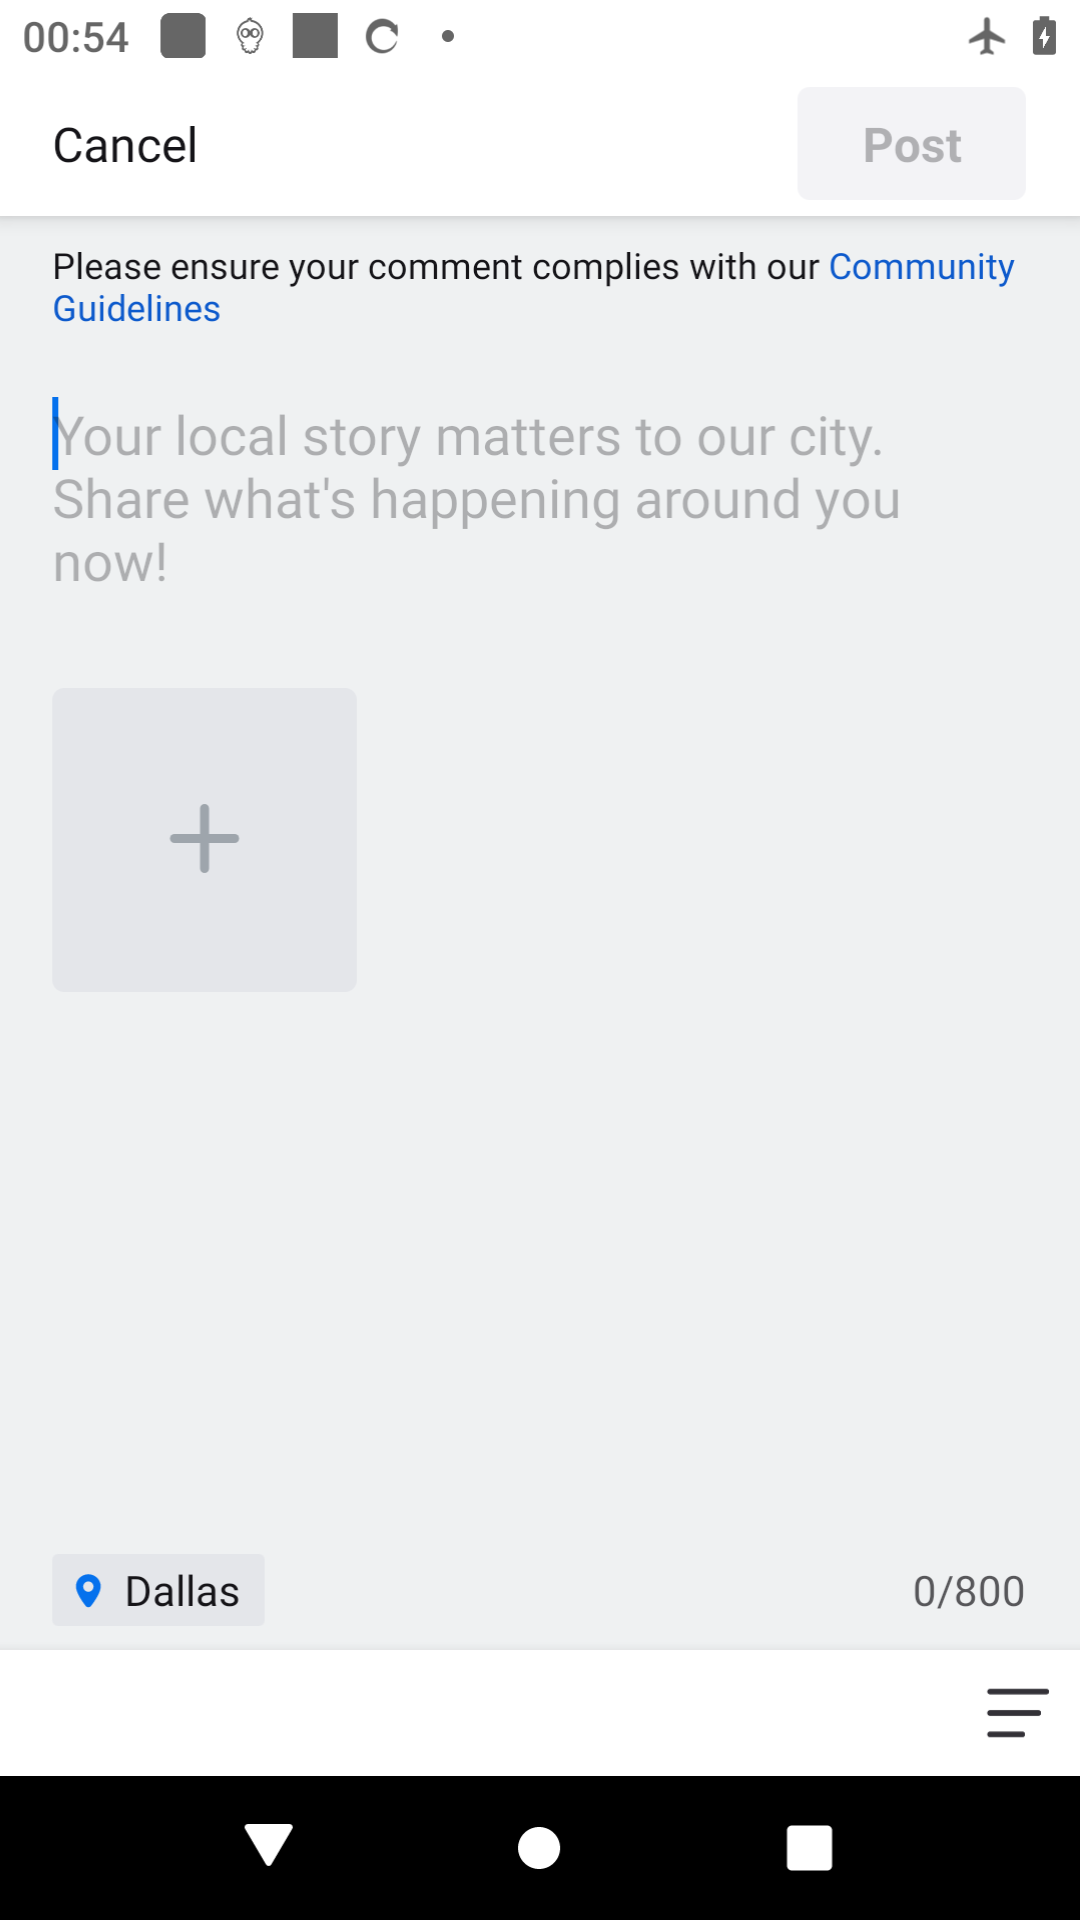 00:54
Cancel
Post
Please ensure your comment complies with our Community
Guidelines
Your local story matters to our city.
Share what's happening around you
now!
Dallas
0/800